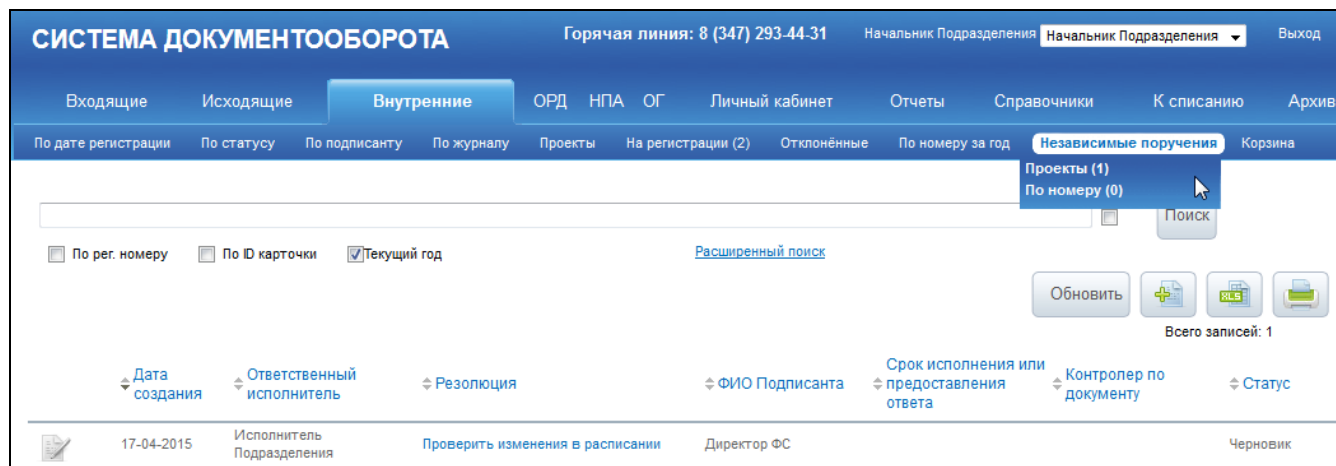 СИСТЕМА ДОКУМЕНТООБОРОТА Горячая линия: 8 (347) 293-44-31 Начальник Подразделения Начальник Подразделения Выход
Входящие Исходящие Внутренние ОРД НПА ОГ Личный кабинет Отчеты Справочники К списанию Архив
По дате регистрации По статусу По подписанту По журналу Проекты На регистрации (2) Отклонённые По номеру за год Независимые поручения Корзина
Проекты (1)
По номеру (0)
Поиск
По рег. номеру По ID карточки Текущий год Расширенный поиск
Обновить XLS
Всего записей: 1
Дата создания Ответственный исполнитель Резолюция ФИО Подписанта Срок исполнения или предоставления ответа Контролер по документу Статус
17-04-2015 Исполнитель Подразделения Проверить изменения в расписании Директор ФС Черновик